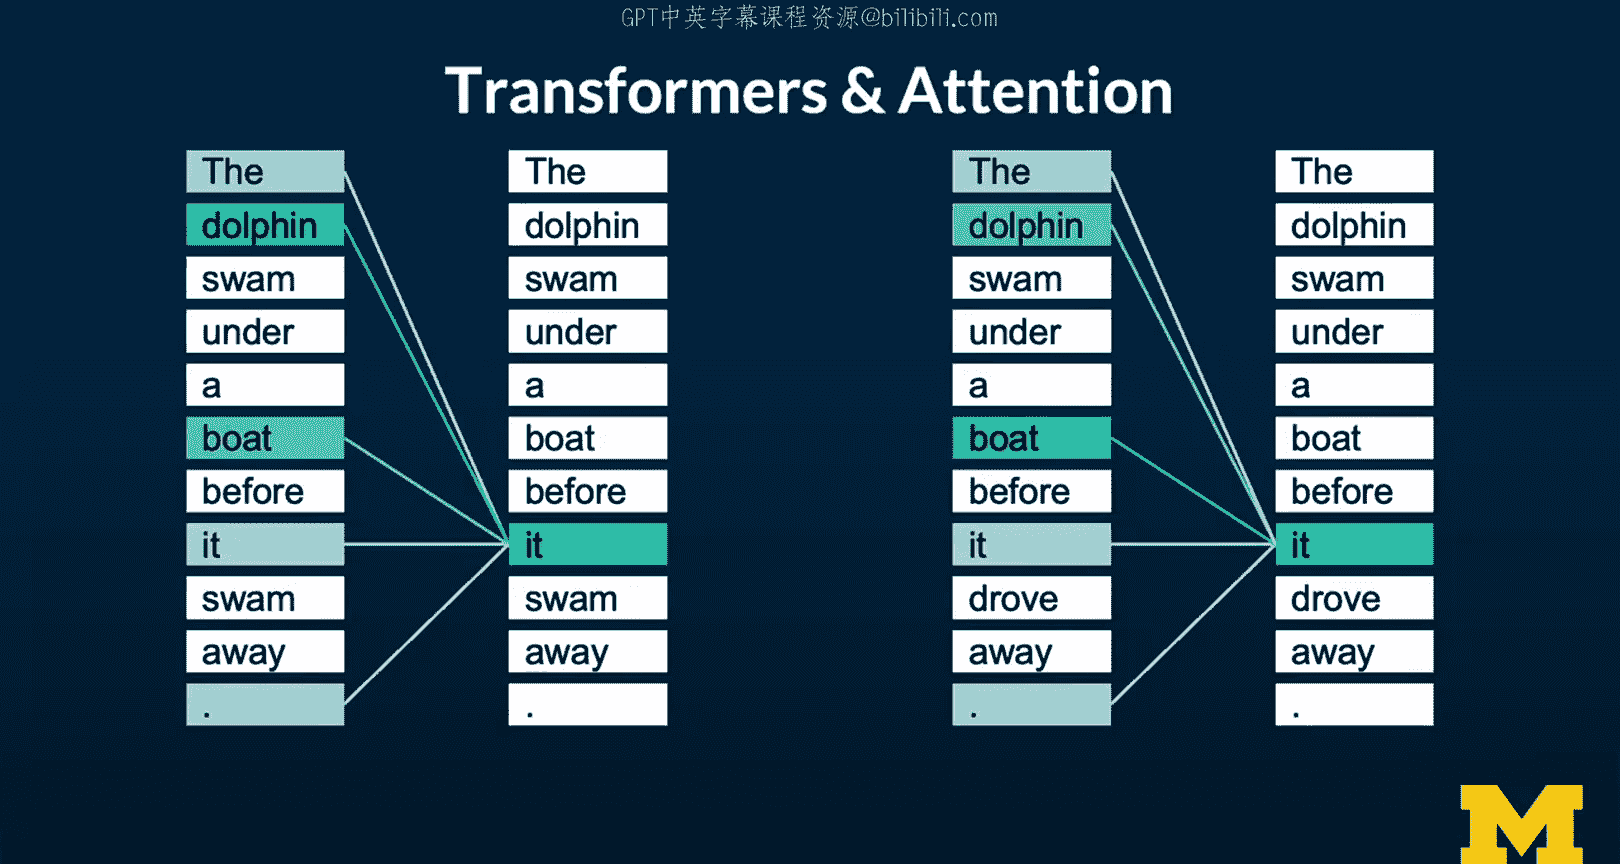 GPT中英字幕课程资源@bilibili.com
Transformers & Attention
The The The The
dolphin dolphin dolphin dolphin
swam swam swam swam
under under under under
a a a a
boat boat boat boat
before before before before
it it it it
swam swam drove drove
away away away away
. . . .
M